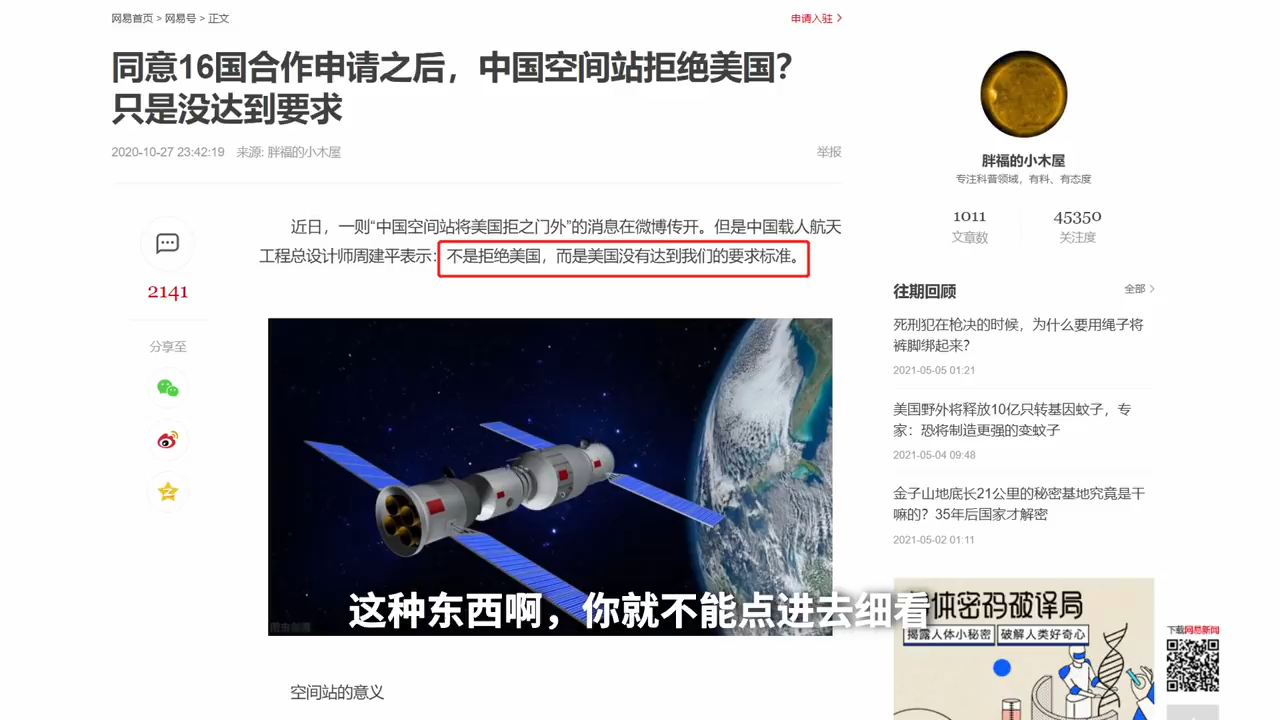 网易首页 > 网易号 > 正文
申请入驻
同意16国合作申请之后，中国空间站拒绝美国？
只是没达到要求
2020-10-27 23:42:19 来源: 胖福的小木屋
举报
2141
分享至
近日，一则“中国空间站将美国拒之门外”的消息在微博传开。但是中国载人航天
工程总设计师周建平表示：不是拒绝美国，而是美国没有达到我们的要求标准。
这种东西啊，你就不能点进去细看
空间站的意义
胖福的小木屋
专注科普领域，有料、有态度
1011
文章数
45350
关注度
往期回顾
全部
死刑犯在枪决的时候，为什么要用绳子将
裤脚绑起来？
2021-05-05 01:21
美国野外将释放10亿只转基因蚊子，专
家：恐将制造更强的变蚊子
2021-05-04 09:48
金子山地底长21公里的秘密基地究竟是干
嘛的？35年后国家才解密
2021-05-02 01:11
体密码破译局
揭露人体小秘密 破解人类好奇心
下载网易新闻